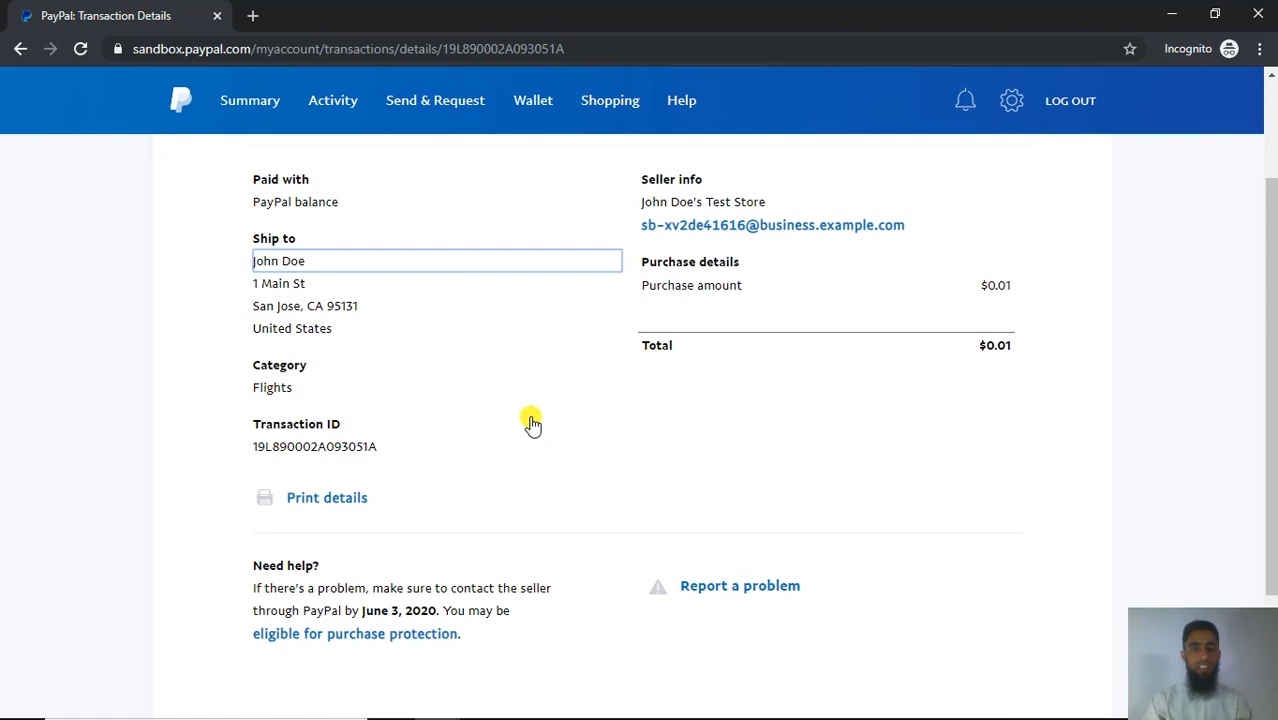 PayPal: Transaction Details
sandbox.paypal.com/myaccount/transactions/details/19L890002A093051A
Incognito
Summary
Activity
Send & Request
Wallet
Shopping
Help
LOG OUT
Paid with
PayPal balance
Ship to
John Doe
1 Main St
San Jose, CA 95131
United States
Category
Flights
Transaction ID
19L890002A093051A
Print details
Seller info
John Doe's Test Store
sb-xv2de41616@business.example.com
Purchase details
Purchase amount $0.01
Total $0.01
Need help?
If there's a problem, make sure to contact the seller
through PayPal by June 3, 2020. You may be
eligible for purchase protection.
Report a problem